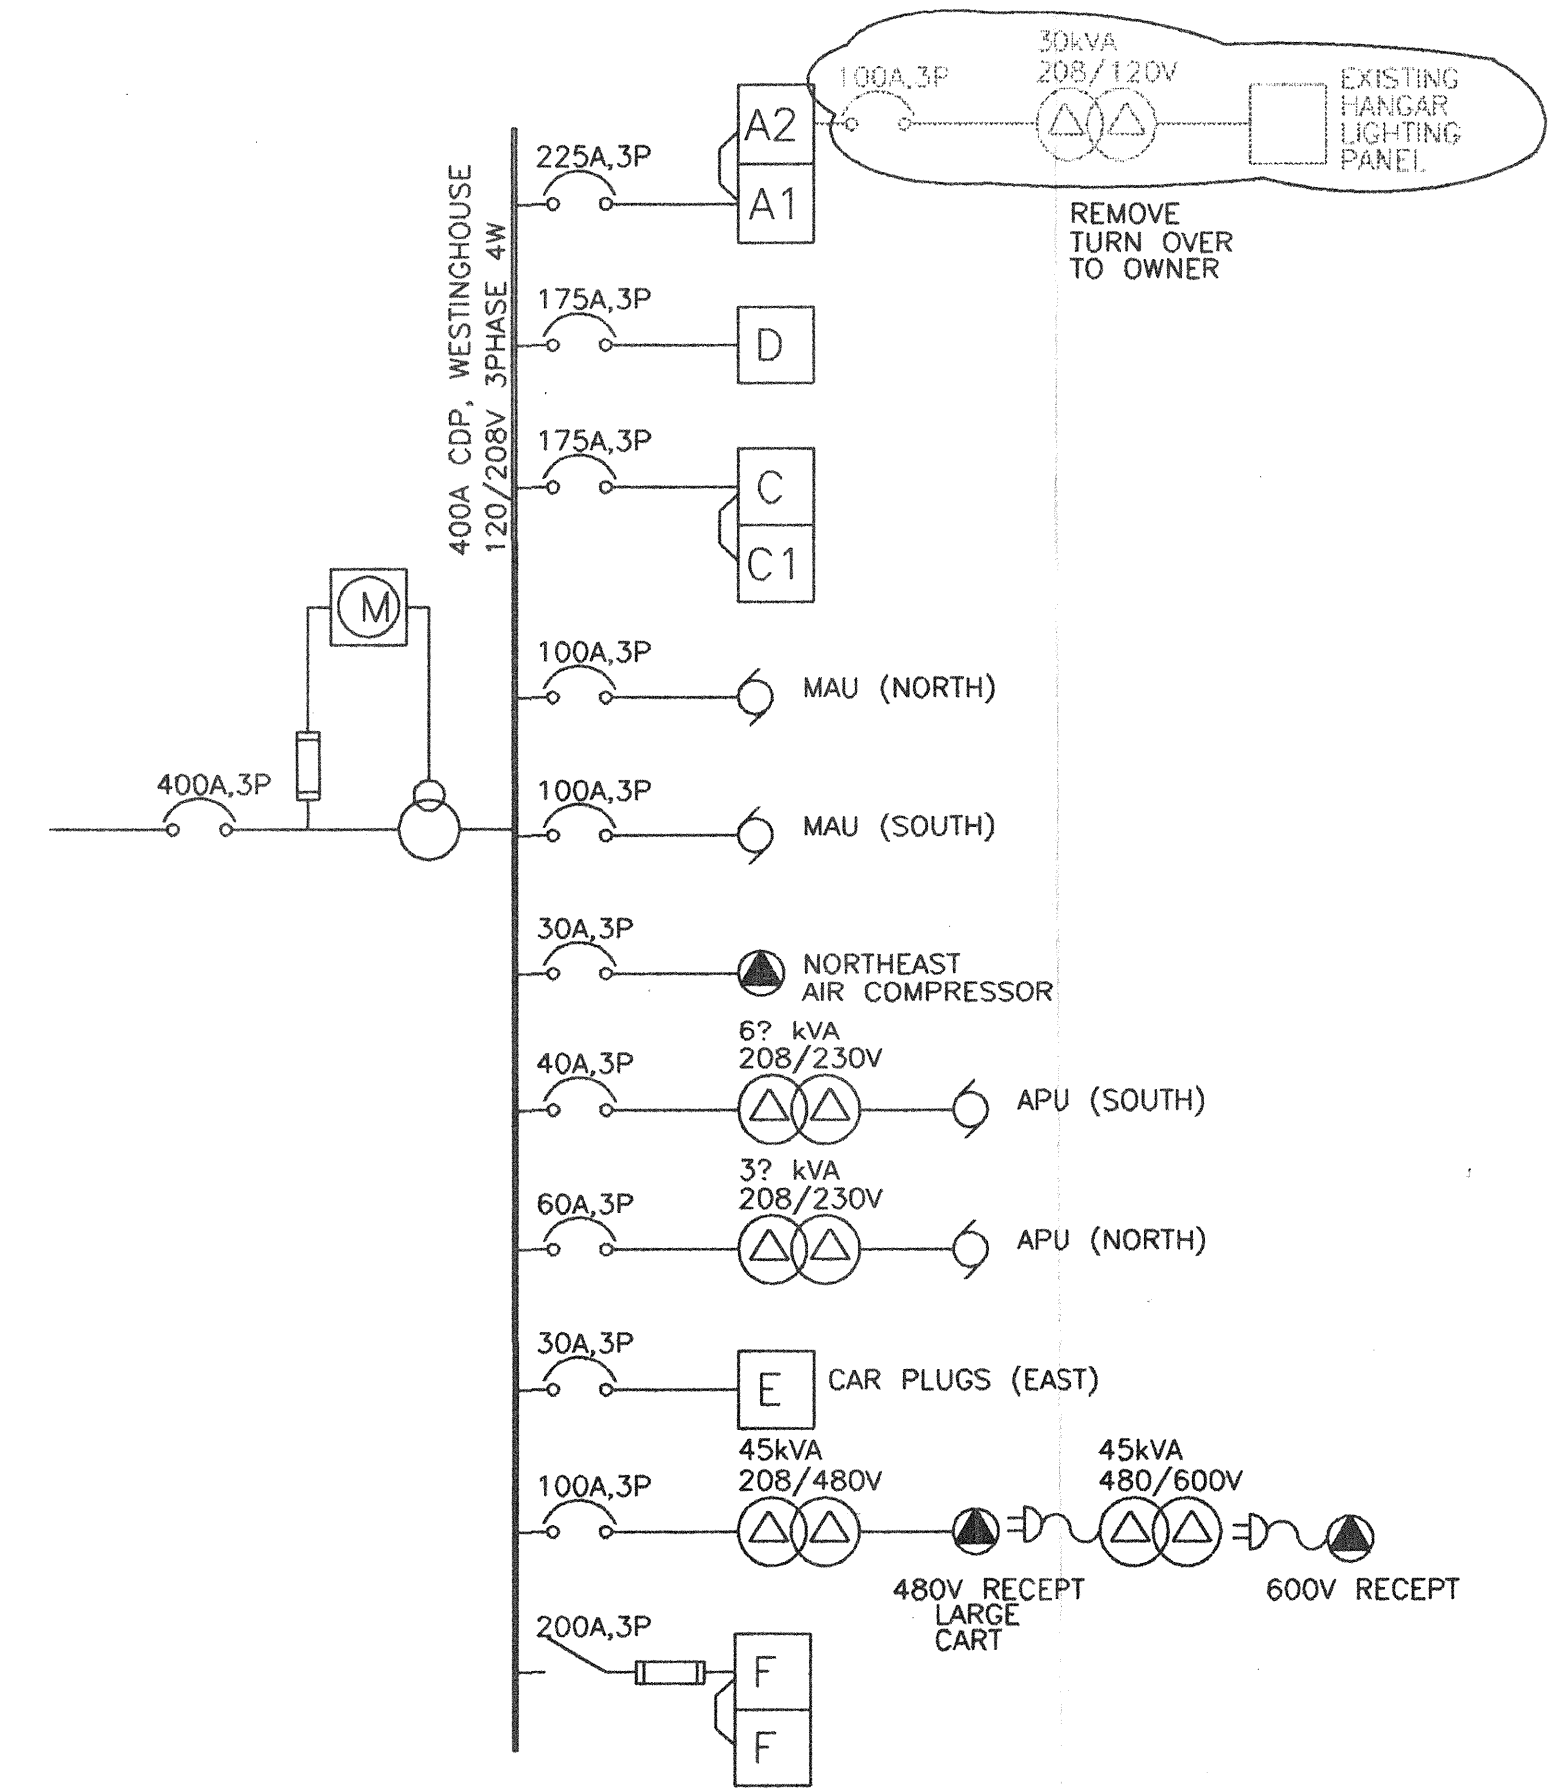 30kVA
208/120V
100A,3P
EXISTING
HANGAR
LIGHTING
PANEL
A2
225A,3P
A1
REMOVE
TURN OVER
TO OWNER
400A CDP, WESTINGHOUSE
120/208V 3PHASE 4W
175A,3P
D
175A,3P
C
C1
M
100A,3P
MAU (NORTH)
400A,3P
100A,3P
MAU (SOUTH)
30A,3P
NORTHEAST
AIR COMPRESSOR
6? kVA
208/230V
40A,3P
APU (SOUTH)
3? kVA
208/230V
60A,3P
APU (NORTH)
30A,3P
E
CAR PLUGS (EAST)
45kVA
208/480V
45kVA
480/600V
100A,3P
480V RECEPT
LARGE
CART
600V RECEPT
200A,3P
F
F